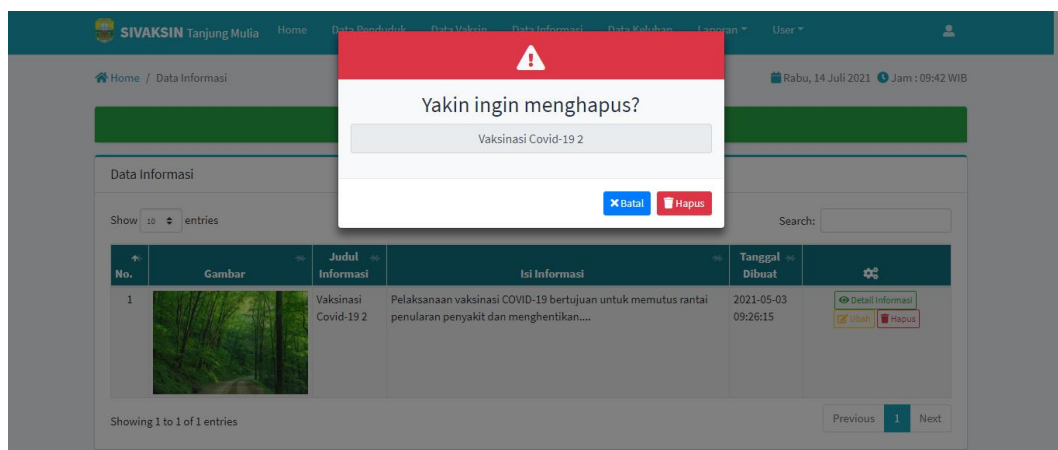 SIVAKSIN Tanjung Mulia Home Data Penduduk Data Vaksin Data Informasi Data Keluhan Laporan User
Home / Data Informasi
Rabu, 14 Juli 2021 Jam : 09:42 WIB
Yakin ingin menghapus?
Vaksinasi Covid-19 2
Batal Hapus
Data Informasi
Show 10 entries
Search:
No. Gambar Judul Informasi Isi Informasi Tanggal Dibuat
1 Vaksinasi Covid-19 2
Pelaksanaan vaksinasi COVID-19 bertujuan untuk memutus rantai
penularan penyakit dan menghentikan....
2021-05-03
09:26:15
Detail Informasi
Ubah Hapus
Showing 1 to 1 of 1 entries
Previous 1 Next